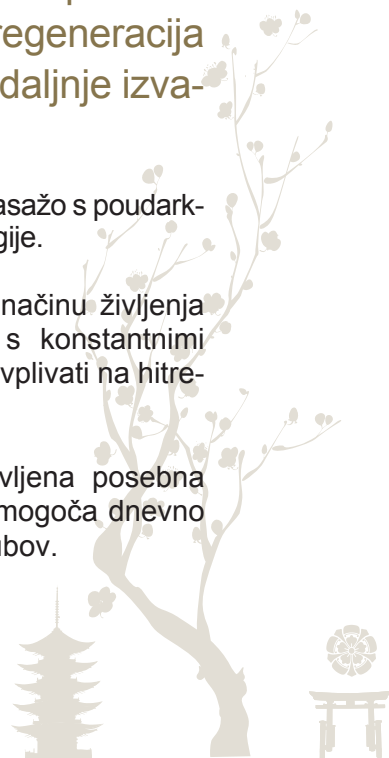 regeneracija
daljnje izva-
asažo s poudark-
gije.
načinu življenja
s konstantnimi
vplivati na hitre-
vljena posebna
mogoča dnevno
ubov.